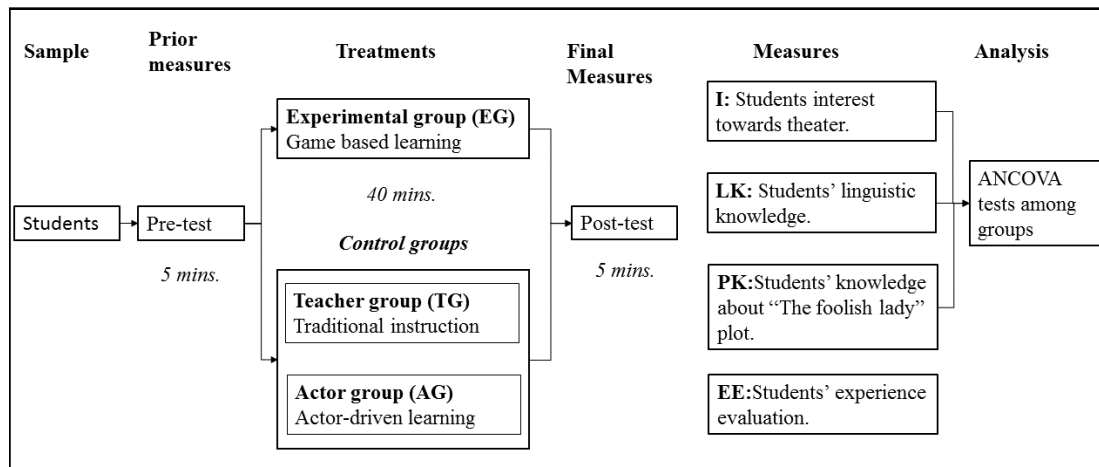 Sample
Prior
measures
Treatments
Final
Measures
Measures
Analysis
Students
Pre-test
5 mins.
Experimental group (EG)
Game based learning
40 mins.
Control groups
Teacher group (TG)
Traditional instruction
Actor group (AG)
Actor-driven learning
Post-test
5 mins.
I: Students interest
towards theater.
LK: Students’ linguistic
knowledge.
PK:Students’ knowledge
about “The foolish lady”
plot.
EE:Students’ experience
evaluation.
ANCOVA
tests among
groups